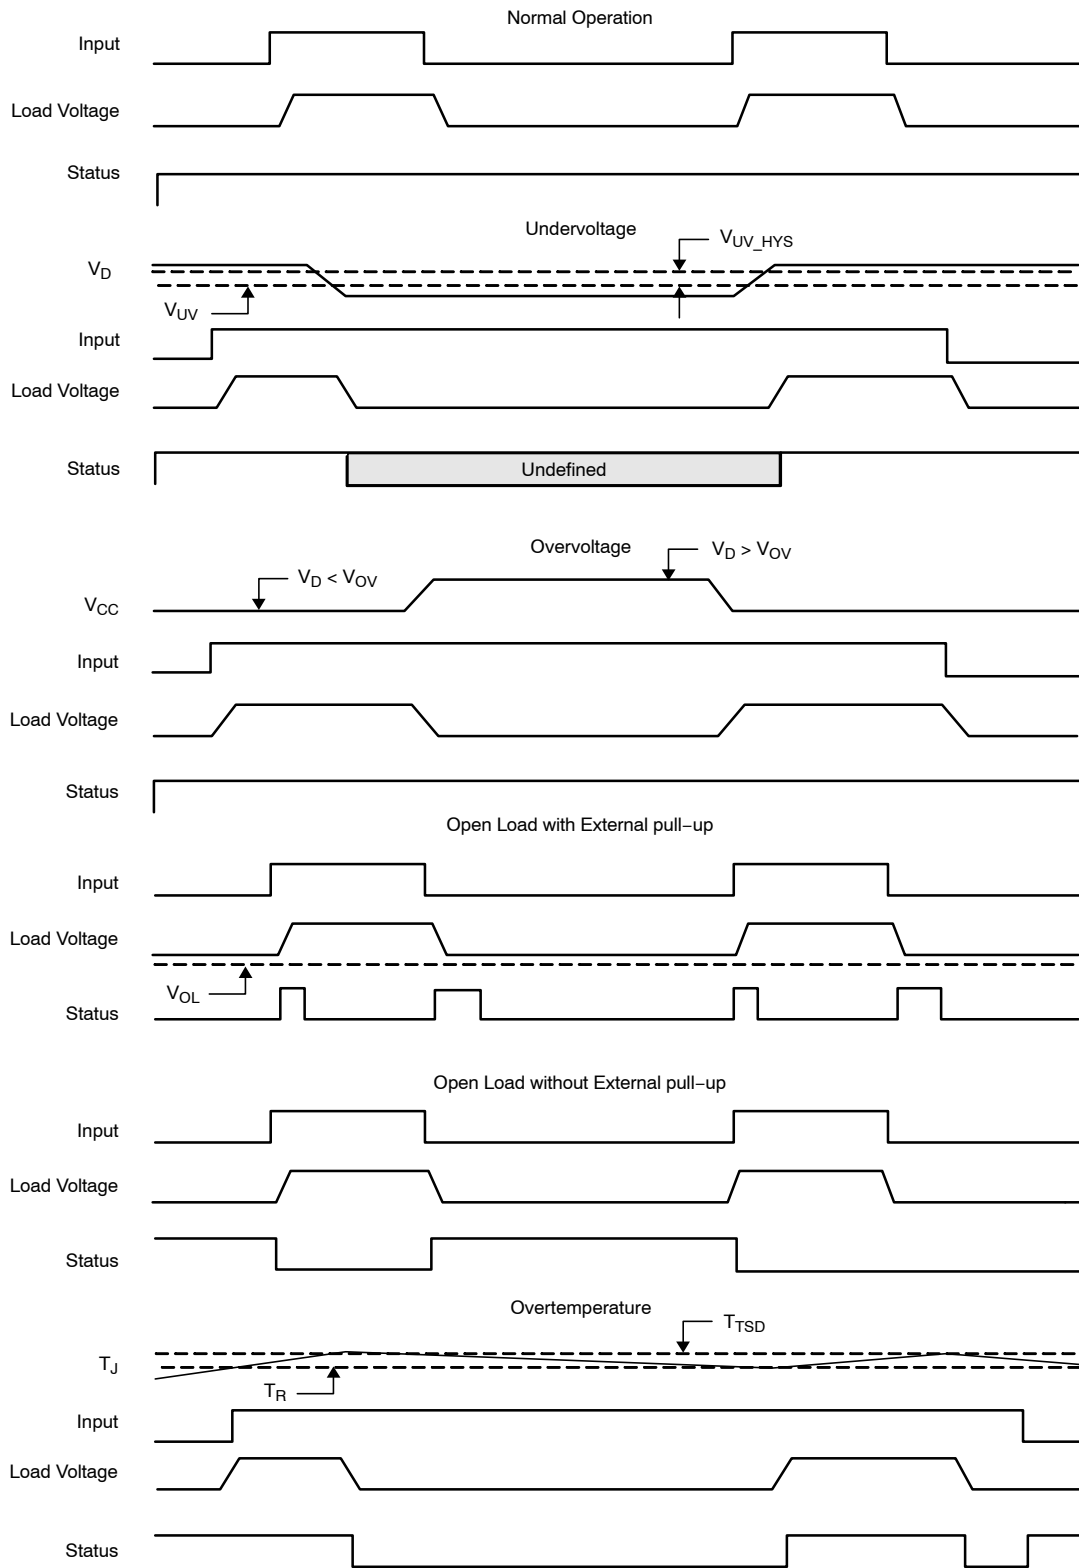 Normal Operation
Input
Load Voltage
Status
Undervoltage
V_UV_HYS
V_D
V_UV
Input
Load Voltage
Status
Undefined
Overvoltage
V_D > V_OV
V_D < V_OV
V_CC
Input
Load Voltage
Status
Open Load with External pull−up
Input
Load Voltage
V_OL
Status
Open Load without External pull−up
Input
Load Voltage
Status
Overtemperature
T_TSD
T_J
T_R
Input
Load Voltage
Status